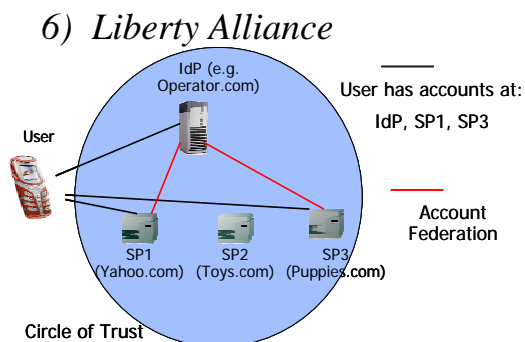 6) Liberty Alliance
IdP (e.g.
Operator.com)
User has accounts at:
IdP, SP1, SP3
User
Account
Federation
SP1
(Yahoo.com)
SP2
(Toys.com)
SP3
(Puppies.com)
Circle of Trust